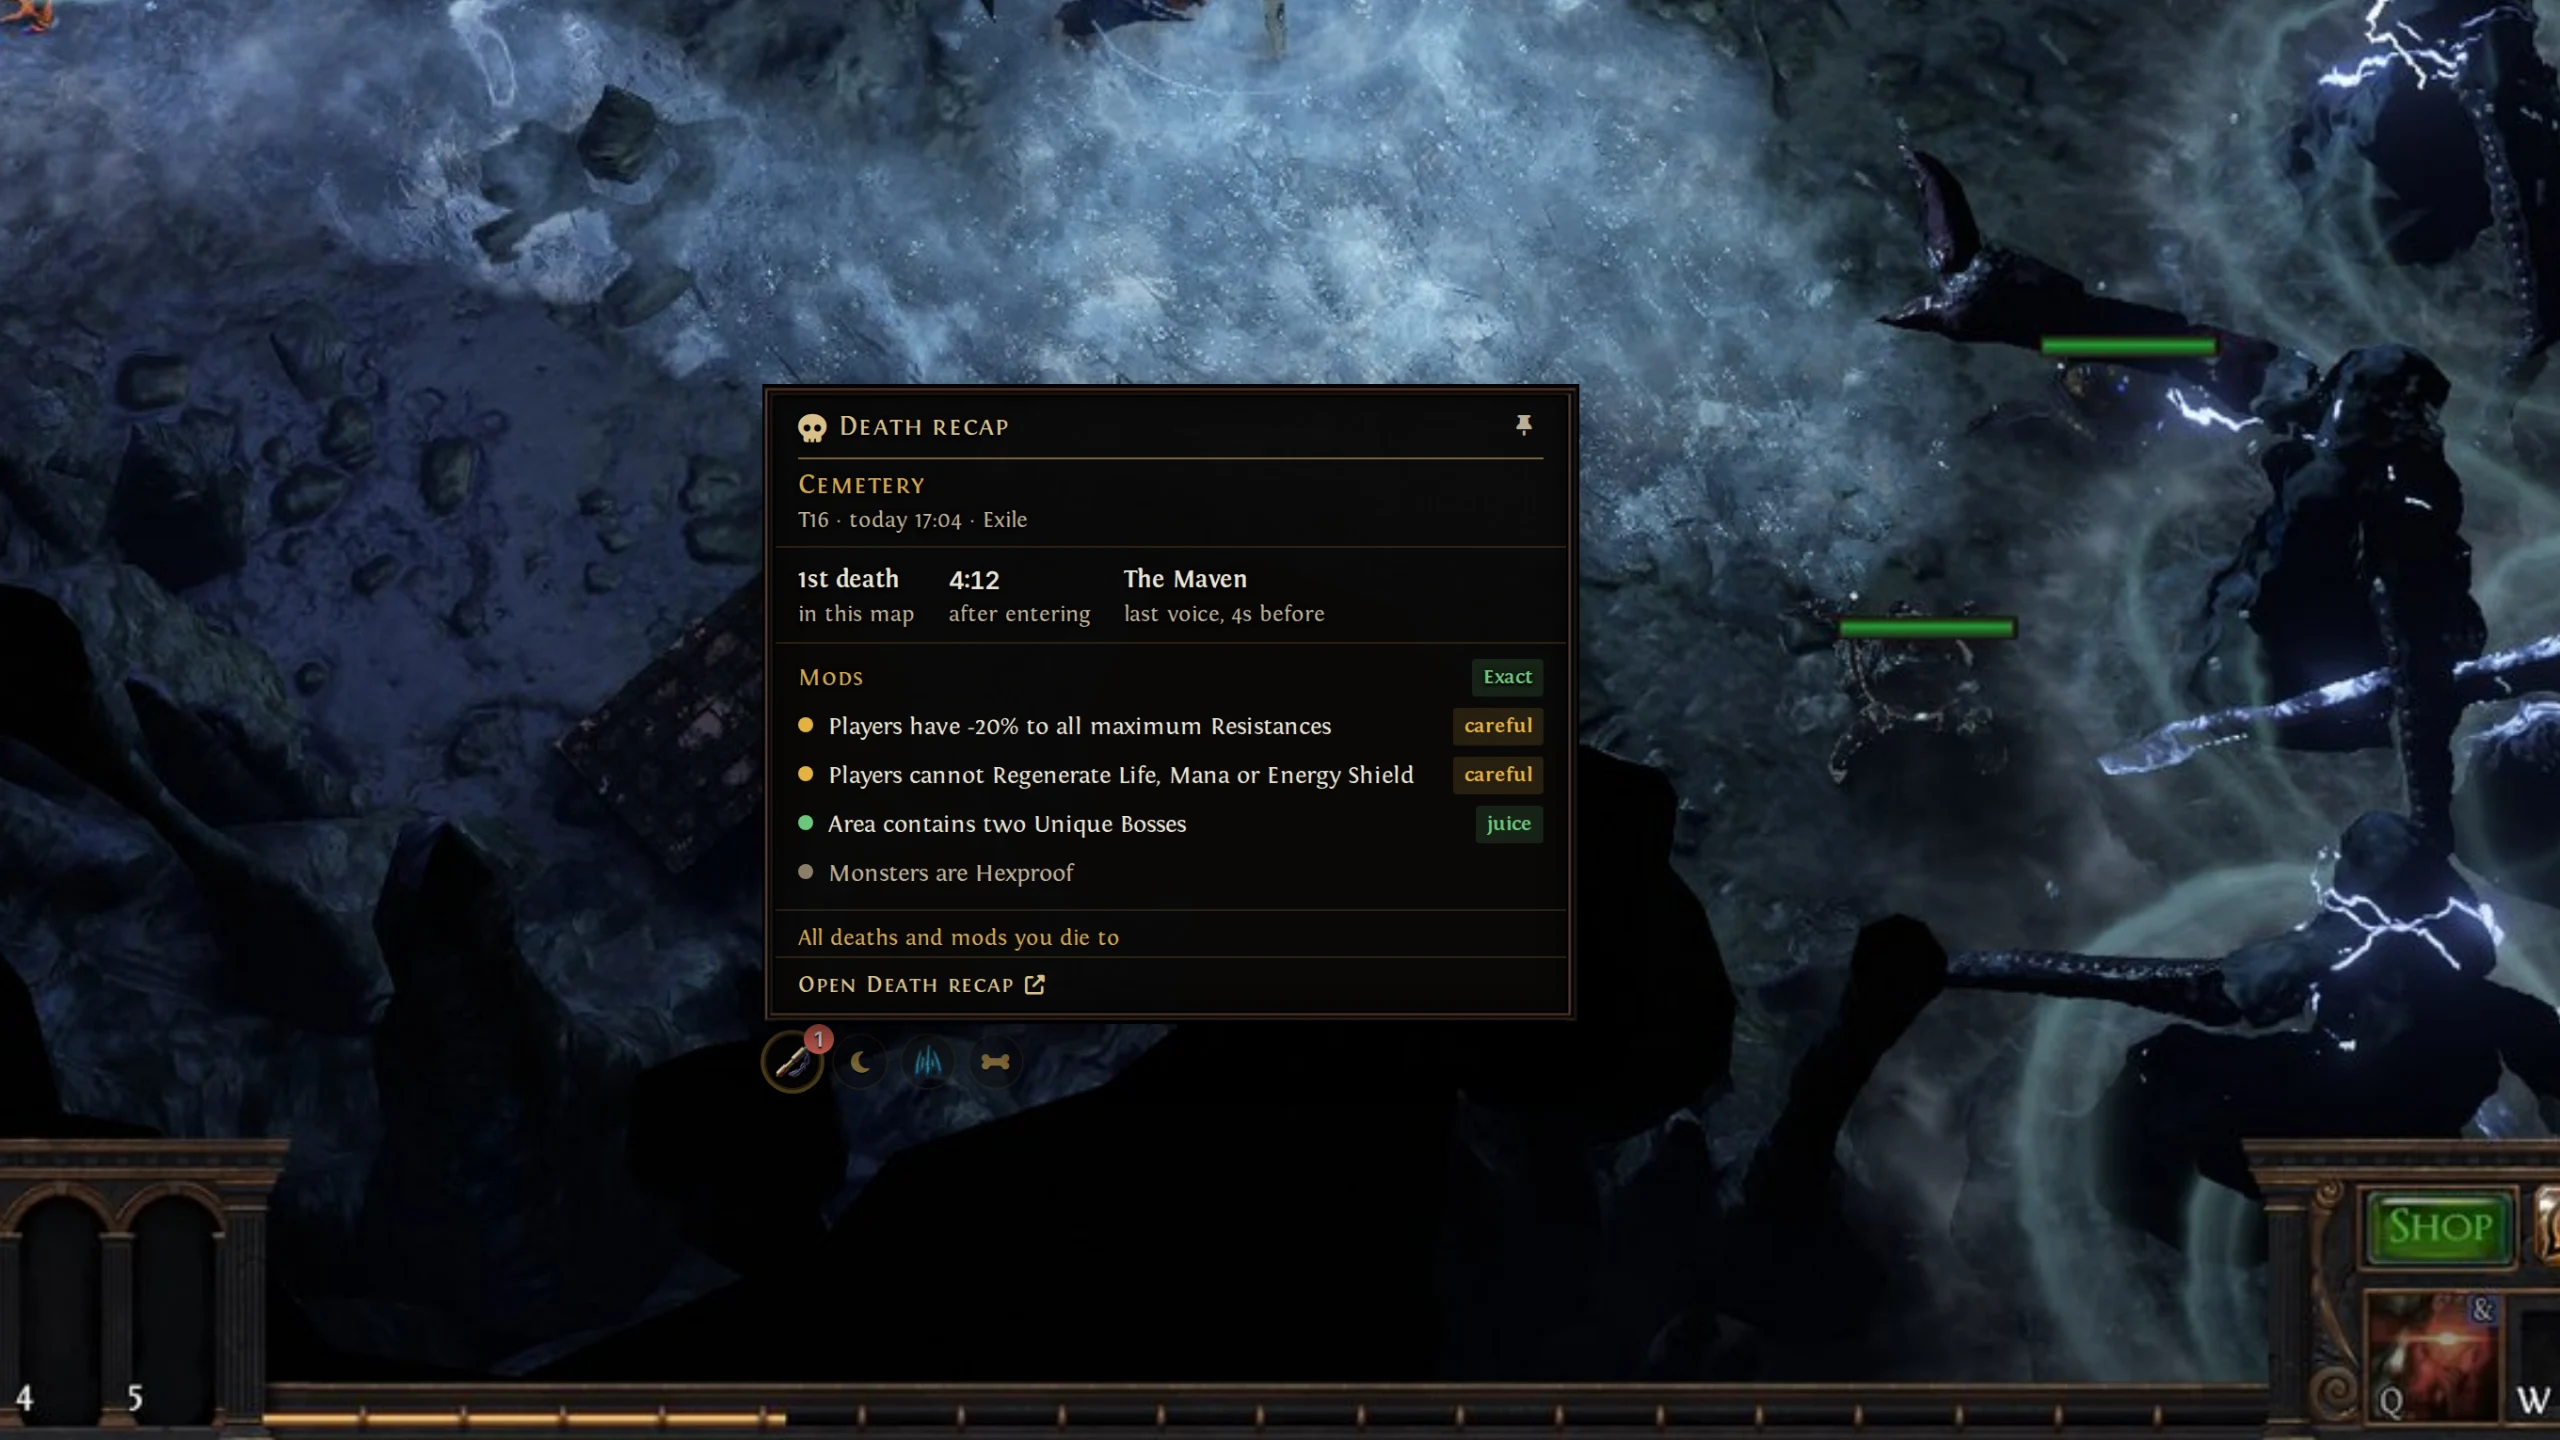 Death recap
Cemetery
T16 · today 17:04 · Exile
1st death 4:12 The Maven
in this map after entering last voice, 4s before
Mods Exact
Players have -20% to all maximum Resistances careful
Players cannot Regenerate Life, Mana or Energy Shield careful
Area contains two Unique Bosses juice
Monsters are Hexproof
All deaths and mods you die to
Open Death recap
1
Shop
&
4 5 Q W